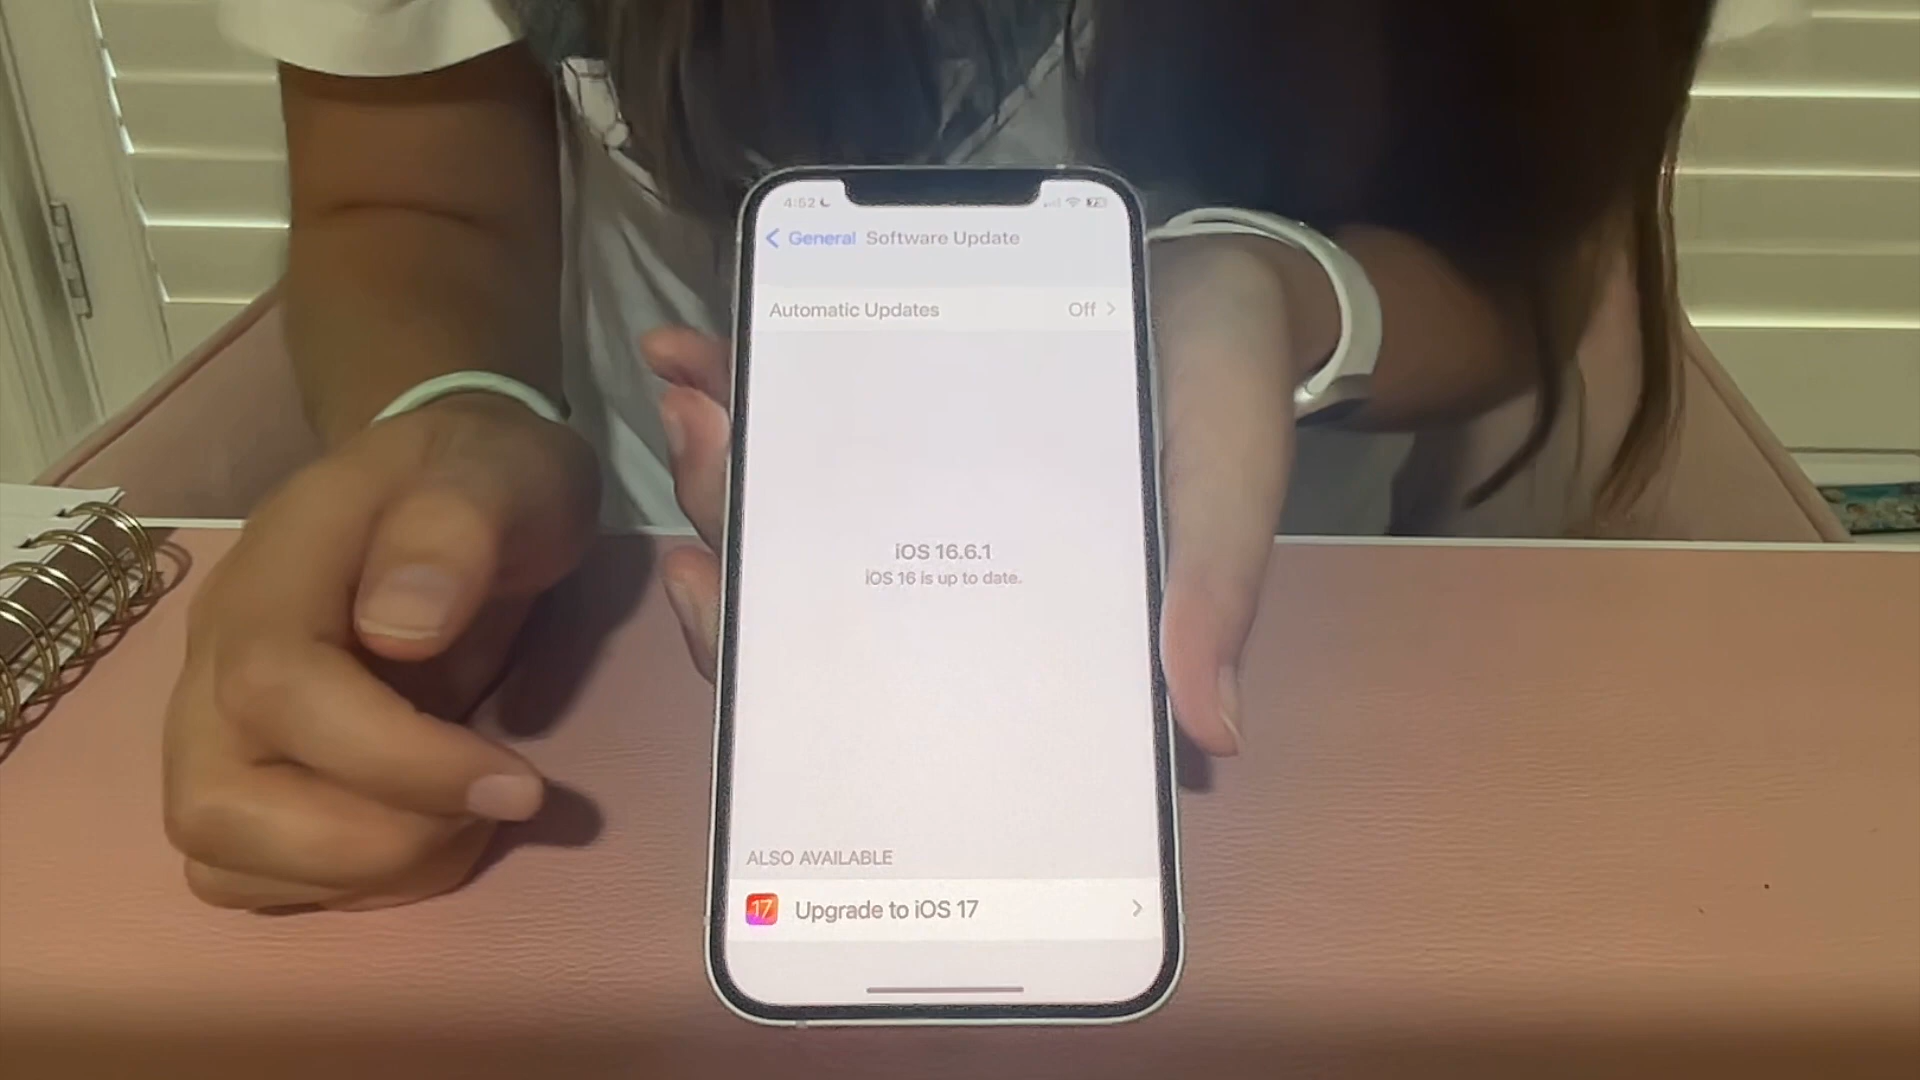 4:52
General Software Update
Automatic Updates Off
iOS 16.6.1
iOS 16 is up to date.
ALSO AVAILABLE
17 Upgrade to iOS 17